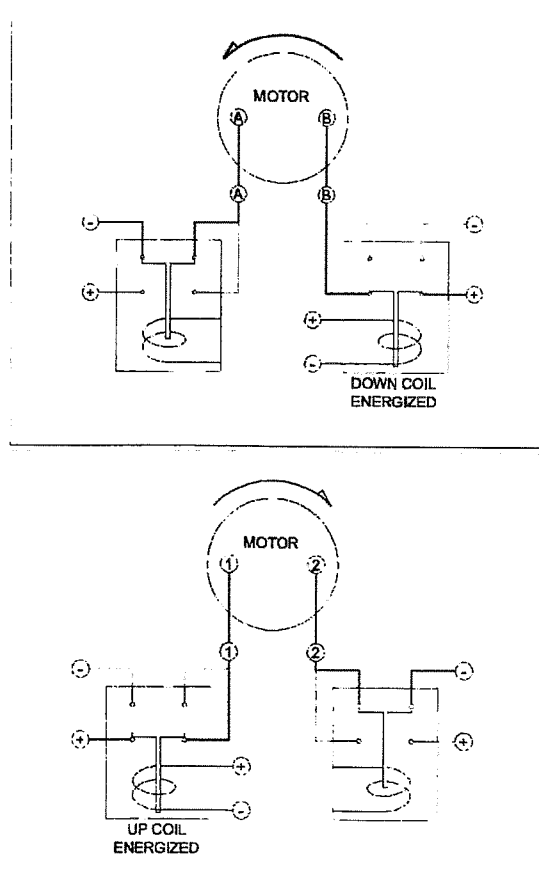 MOTOR
A B
A B
- -
+ +
+
-
DOWN COIL
ENERGIZED
MOTOR
1 2
1 2
- -
+ +
+
-
UP COIL
ENERGIZED